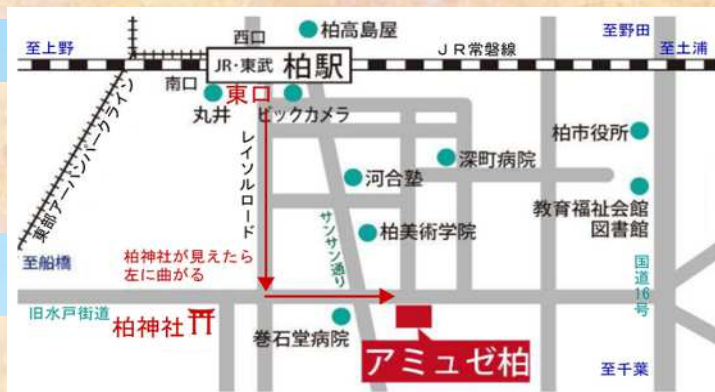 西口
柏高島屋
至野田
至上野
JR常磐線
至土浦
JR・東武 柏駅
南口
東口
丸井
ビックカメラ
東部アーバンパークライン
レイソルロード
柏市役所
深町病院
河合塾
教育福祉会館
図書館
サンサン通り
柏美術学院
柏神社が見えたら
左に曲がる
至船橋
国道16号
旧水戸街道
柏神社
巻石堂病院
アミュゼ柏
至千葉